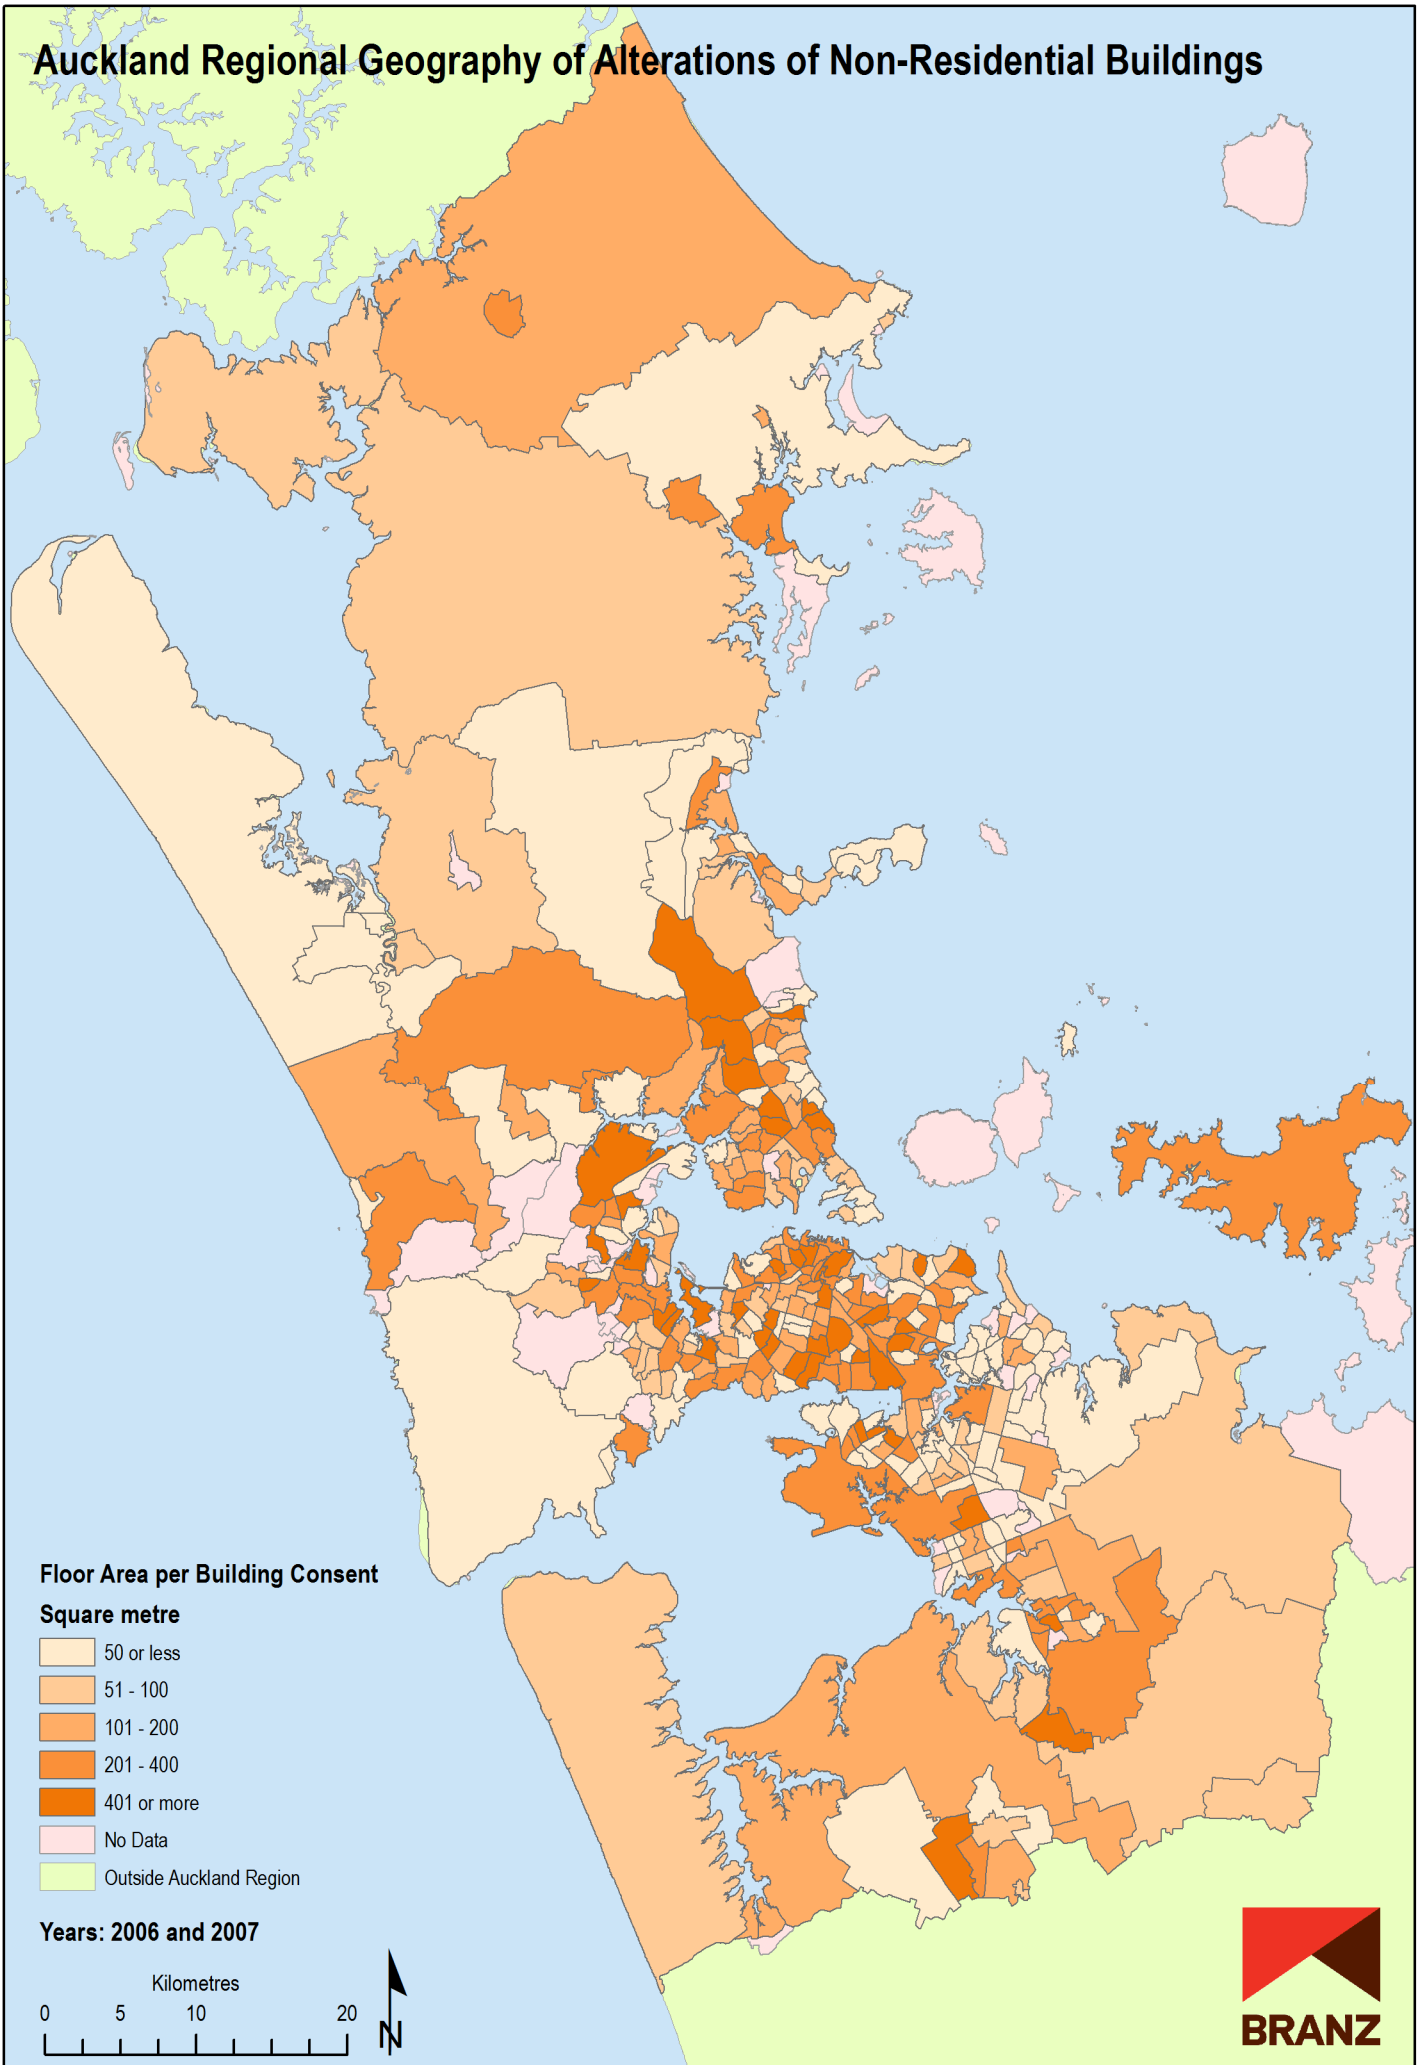 Auckland Regional Geography of Alterations of Non-Residential Buildings
Floor Area per Building Consent
Square metre
50 or less
51 - 100
101 - 200
201 - 400
401 or more
No Data
Outside Auckland Region
Years: 2006 and 2007
Kilometres
0 5 10 20
N
BRANZ